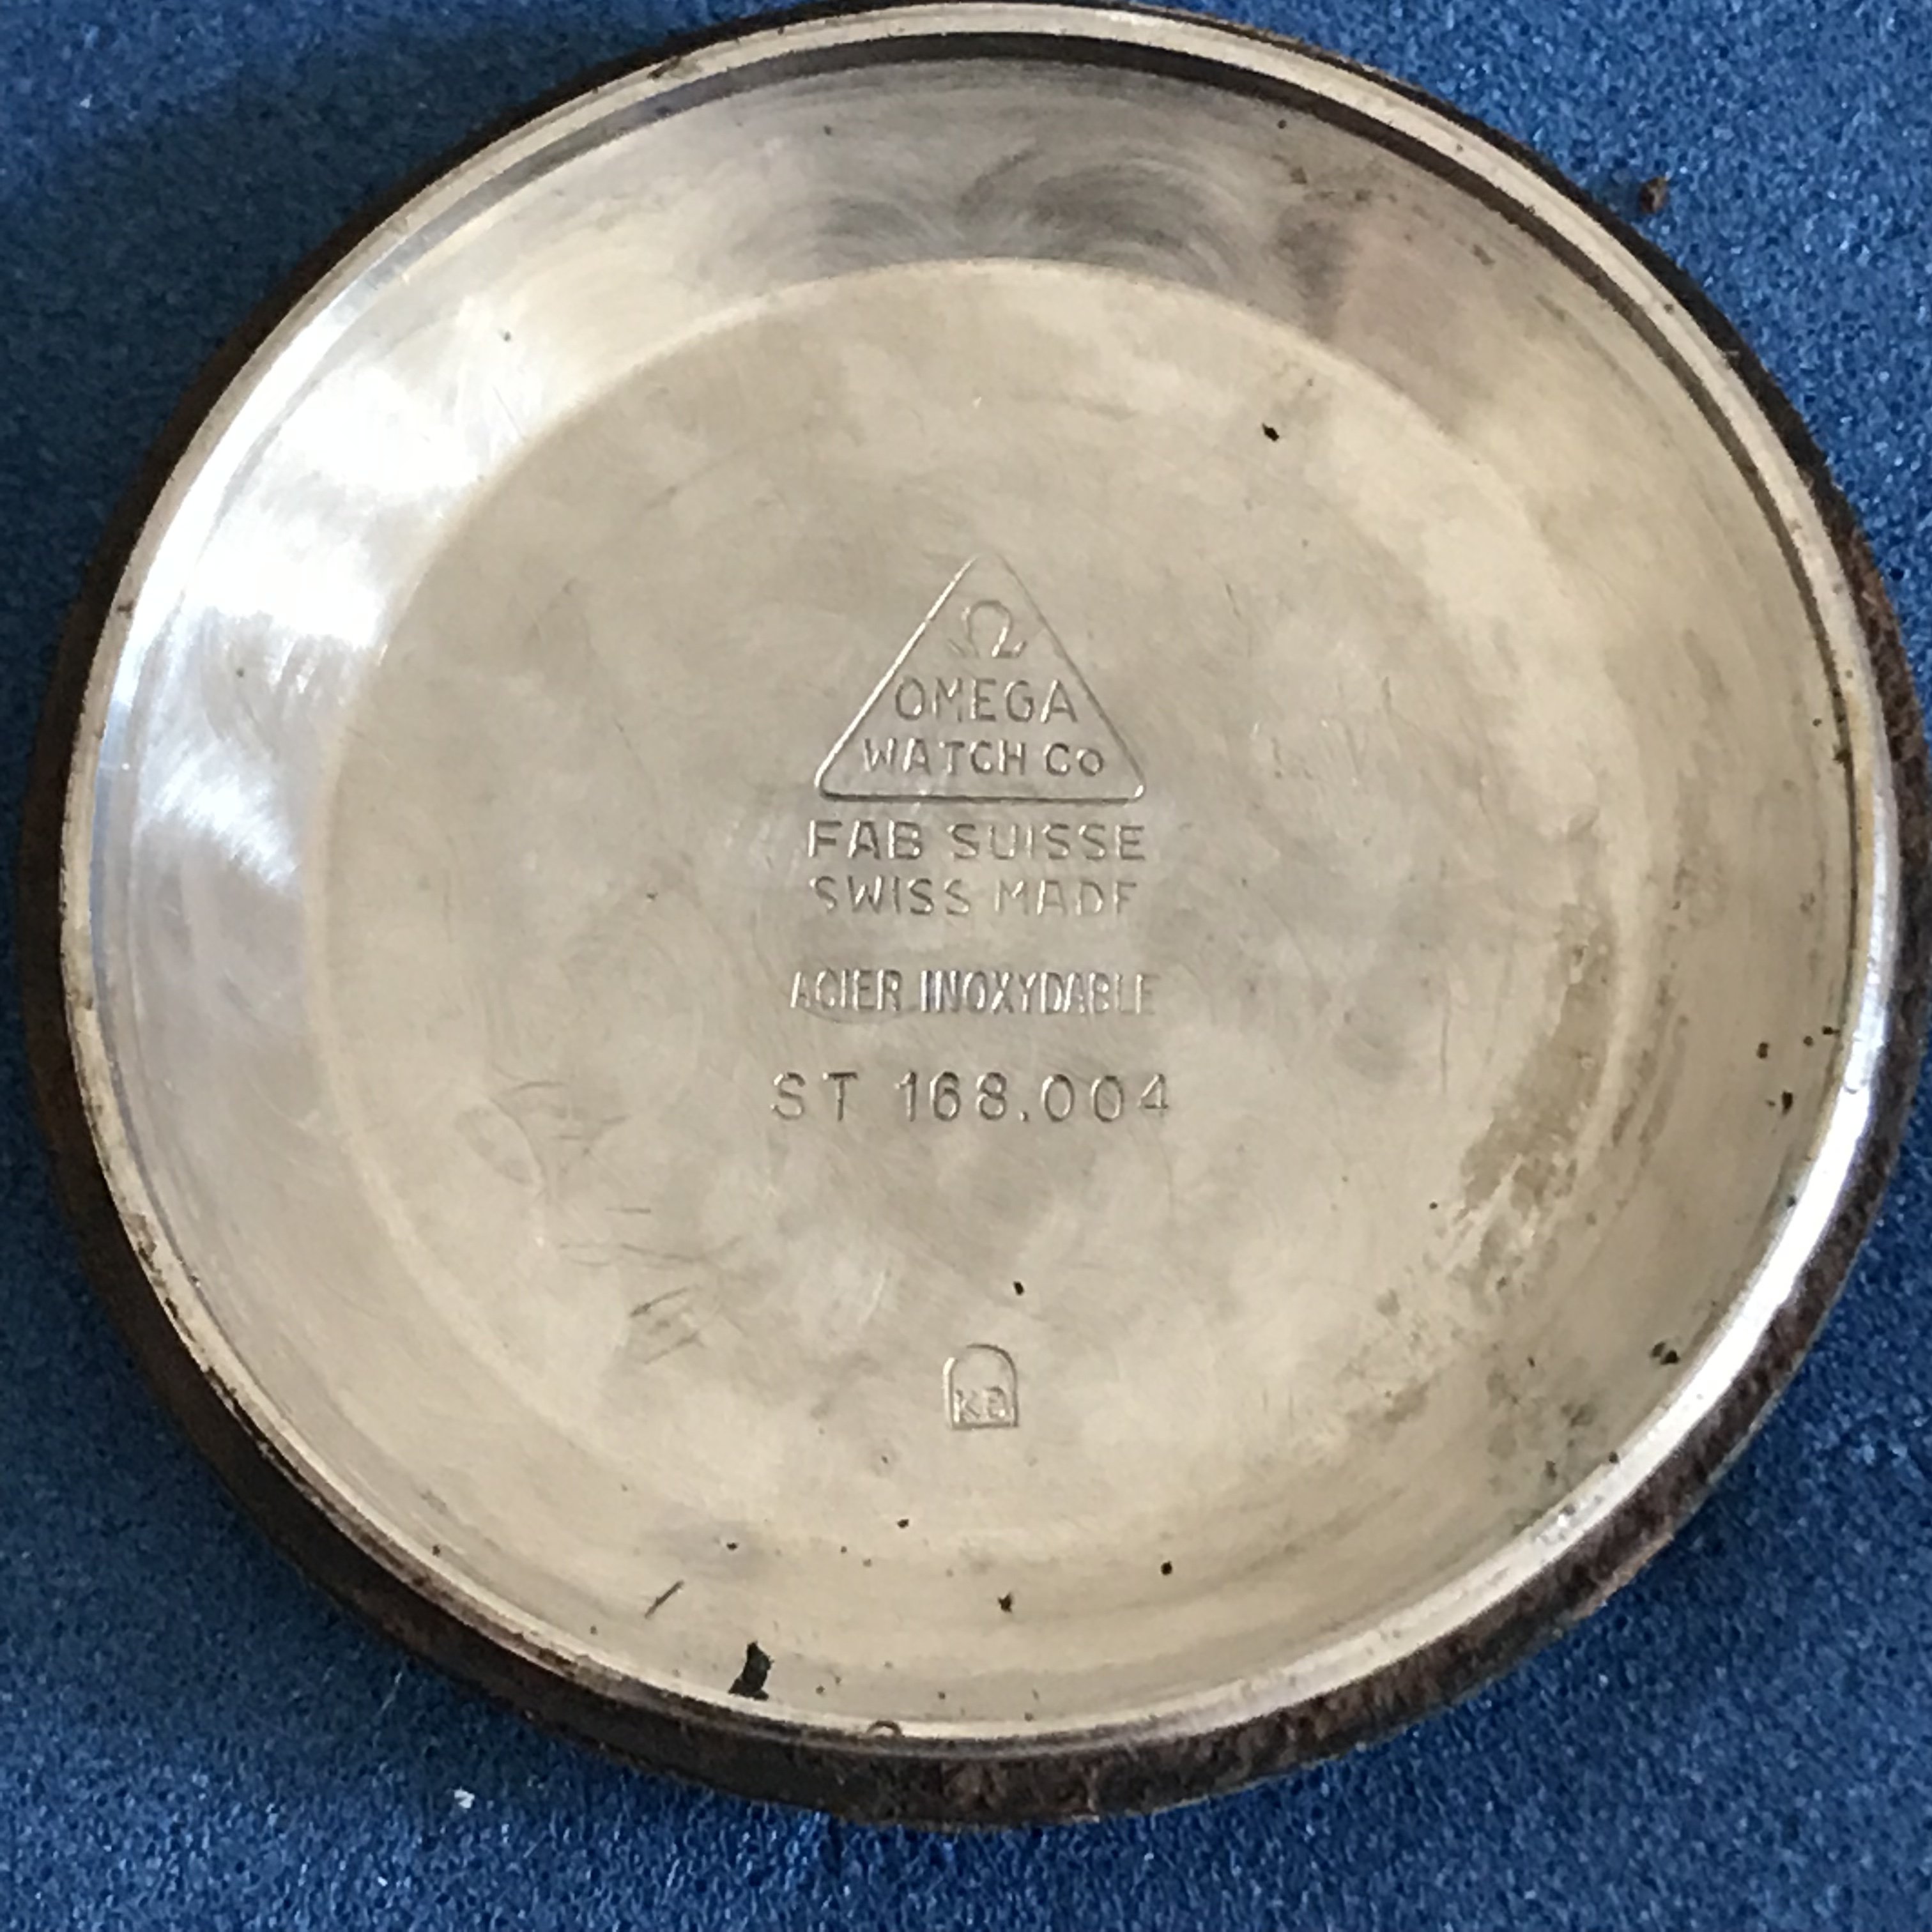 Ω
OMEGA
WATCH Co
FAB SUISSE
SWISS MADE
ACIER INOXYDABLE
ST 168.004